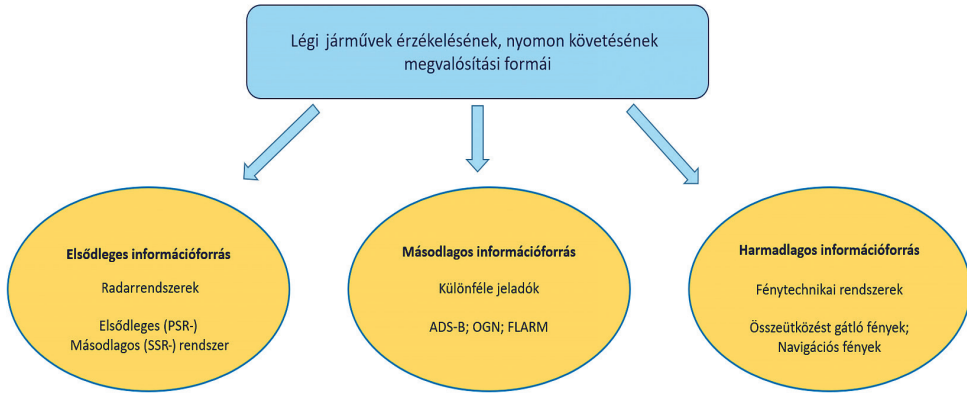 Légi járművek érzékelésének, nyomon követésének
megvalósítási formái
Elsődleges információforrás
Radarrendszerek
Elsődleges (PSR-)
Másodlagos (SSR-) rendszer
Másodlagos információforrás
Különféle jeladók
ADS-B; OGN; FLARM
Harmadlagos információforrás
Fénytechnikai rendszerek
Összeütközést gátló fények;
Navigációs fények